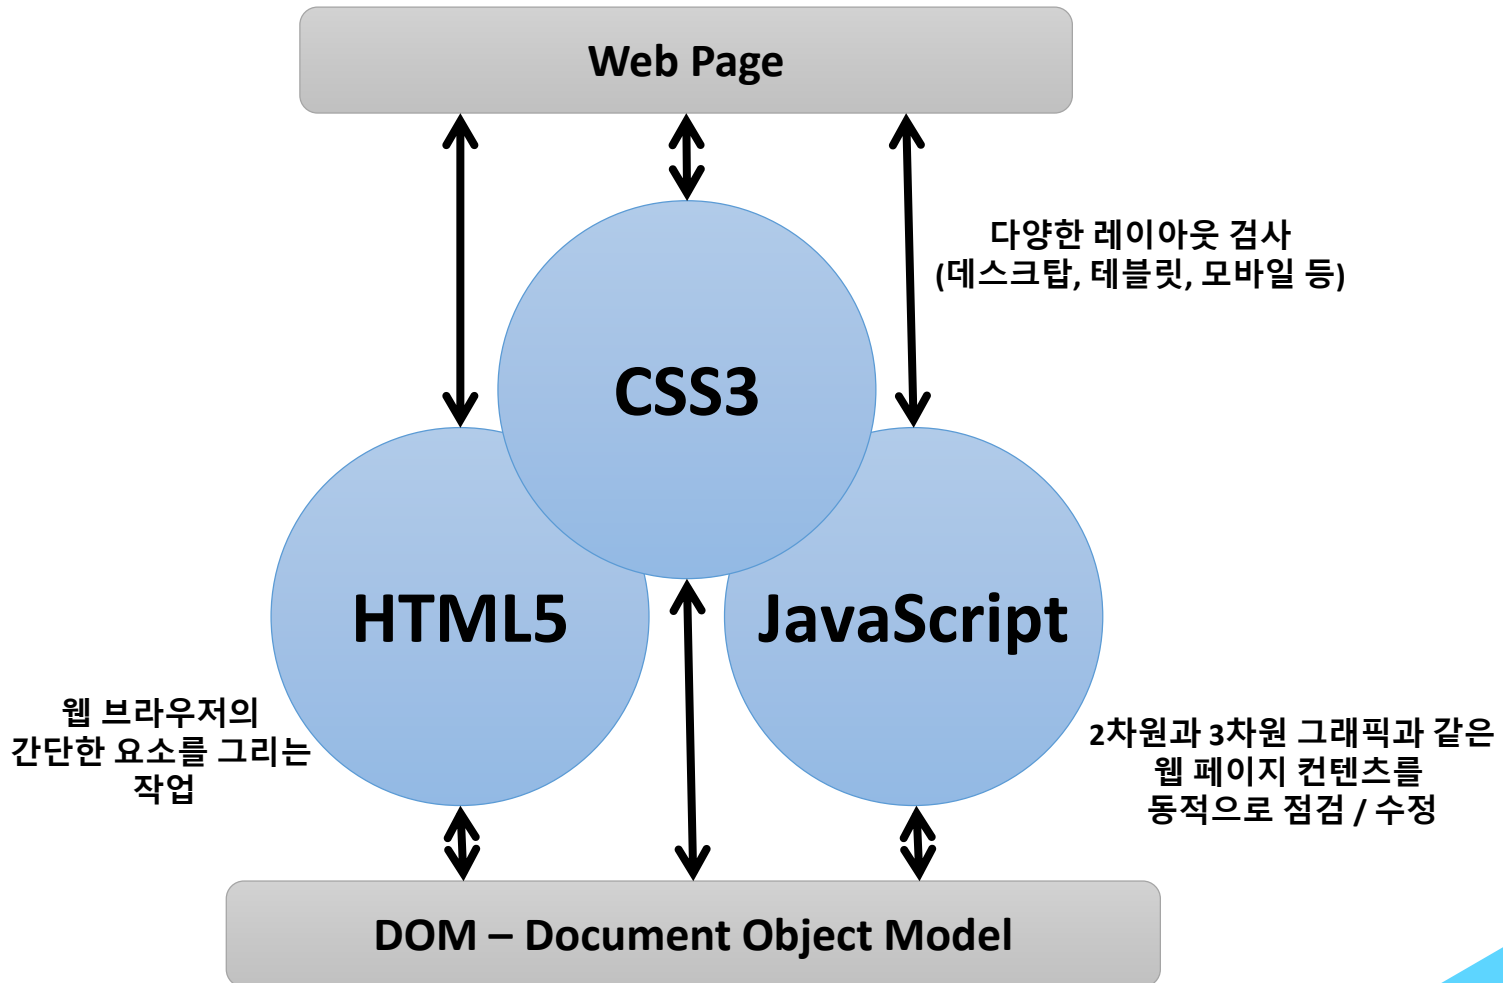 Web Page
다양한 레이아웃 검사
(데스크탑, 테블릿, 모바일 등)
CSS3
HTML5
JavaScript
웹 브라우저의
간단한 요소를 그리는
작업
2차원과 3차원 그래픽과 같은
웹 페이지 컨텐츠를
동적으로 점검 / 수정
DOM – Document Object Model